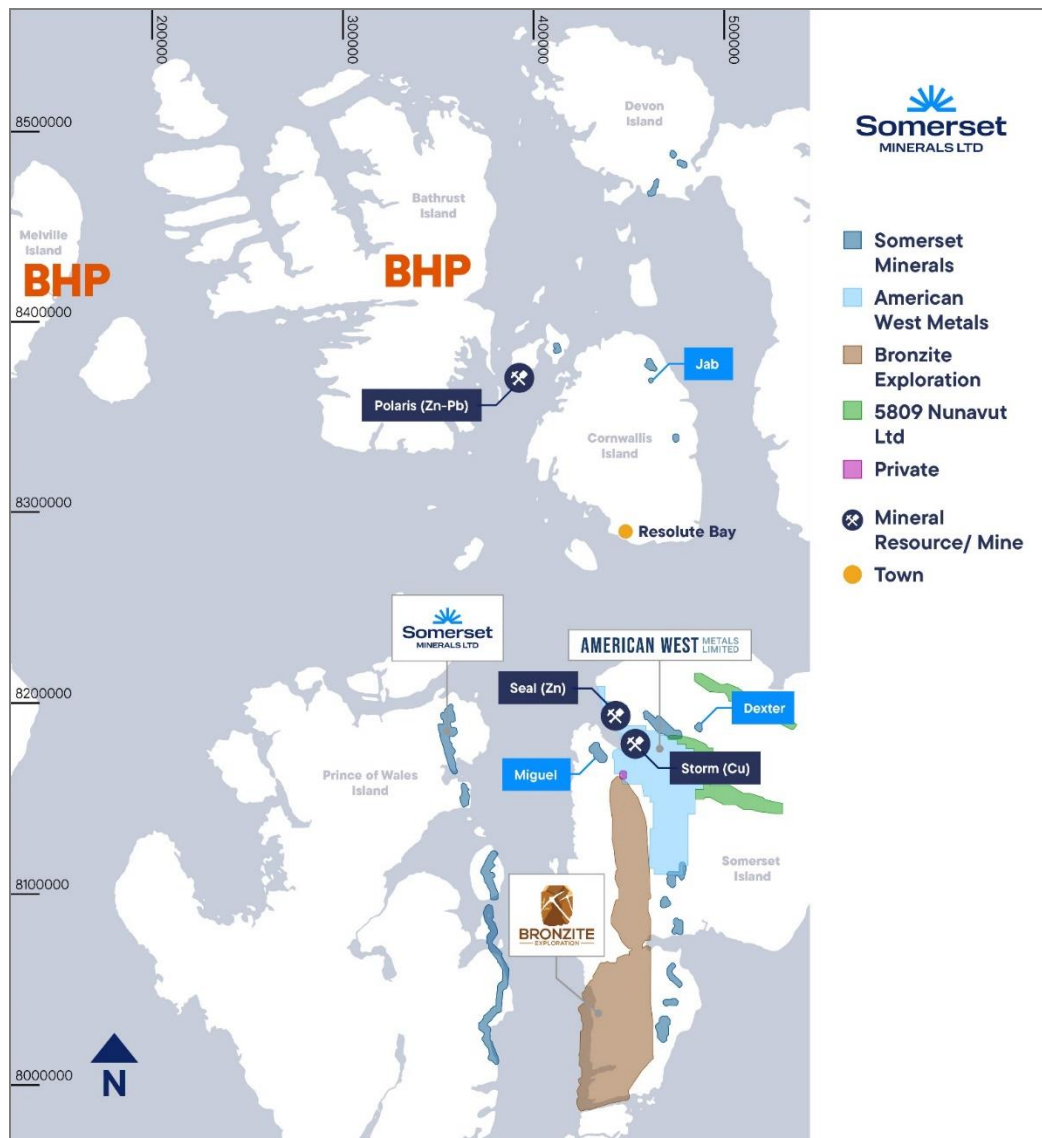 200000
300000
400000
500000
8500000
8400000
8300000
8200000
8100000
8000000
Devon
Island
Bathrust
Island
Melville
Island
BHP
BHP
Jab
Polaris (Zn-Pb)
Cornwallis
Island
Resolute Bay
Somerset
MINERALS LTD
AMERICAN WEST METALS
LIMITED
Seal (Zn)
Dexter
Miguel
Storm (Cu)
Prince of Wales
Island
Somerset
Island
BRONZITE
EXPLORATION
N
Somerset
MINERALS LTD
Somerset
Minerals
American
West Metals
Bronzite
Exploration
5809 Nunavut
Ltd
Private
Mineral
Resource/ Mine
Town